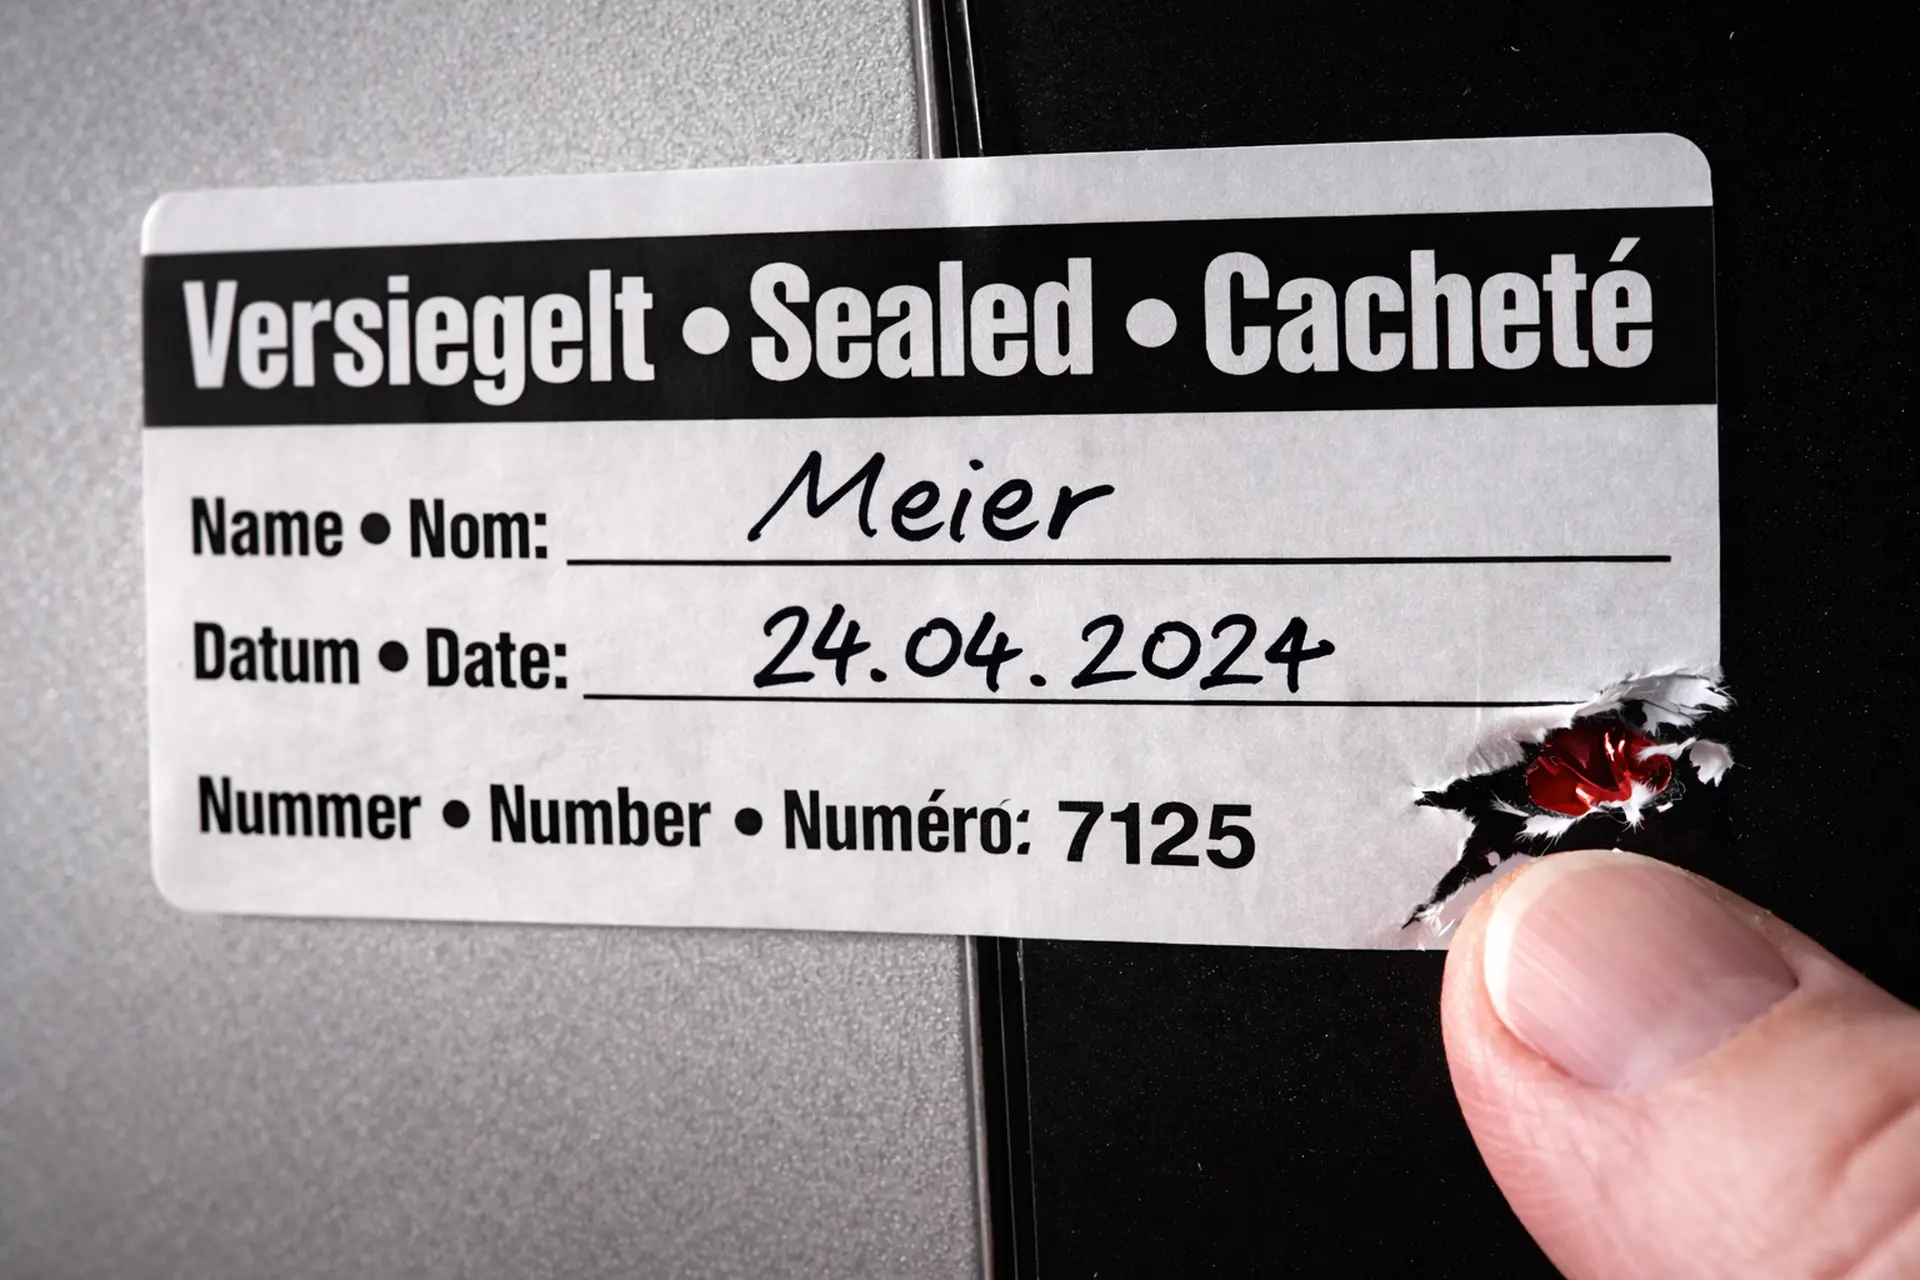 Versiegelt • Sealed • Cacheté
Name • Nom: Meier
Datum • Date: 24.04.2024
Nummer • Number • Numéro: 7125